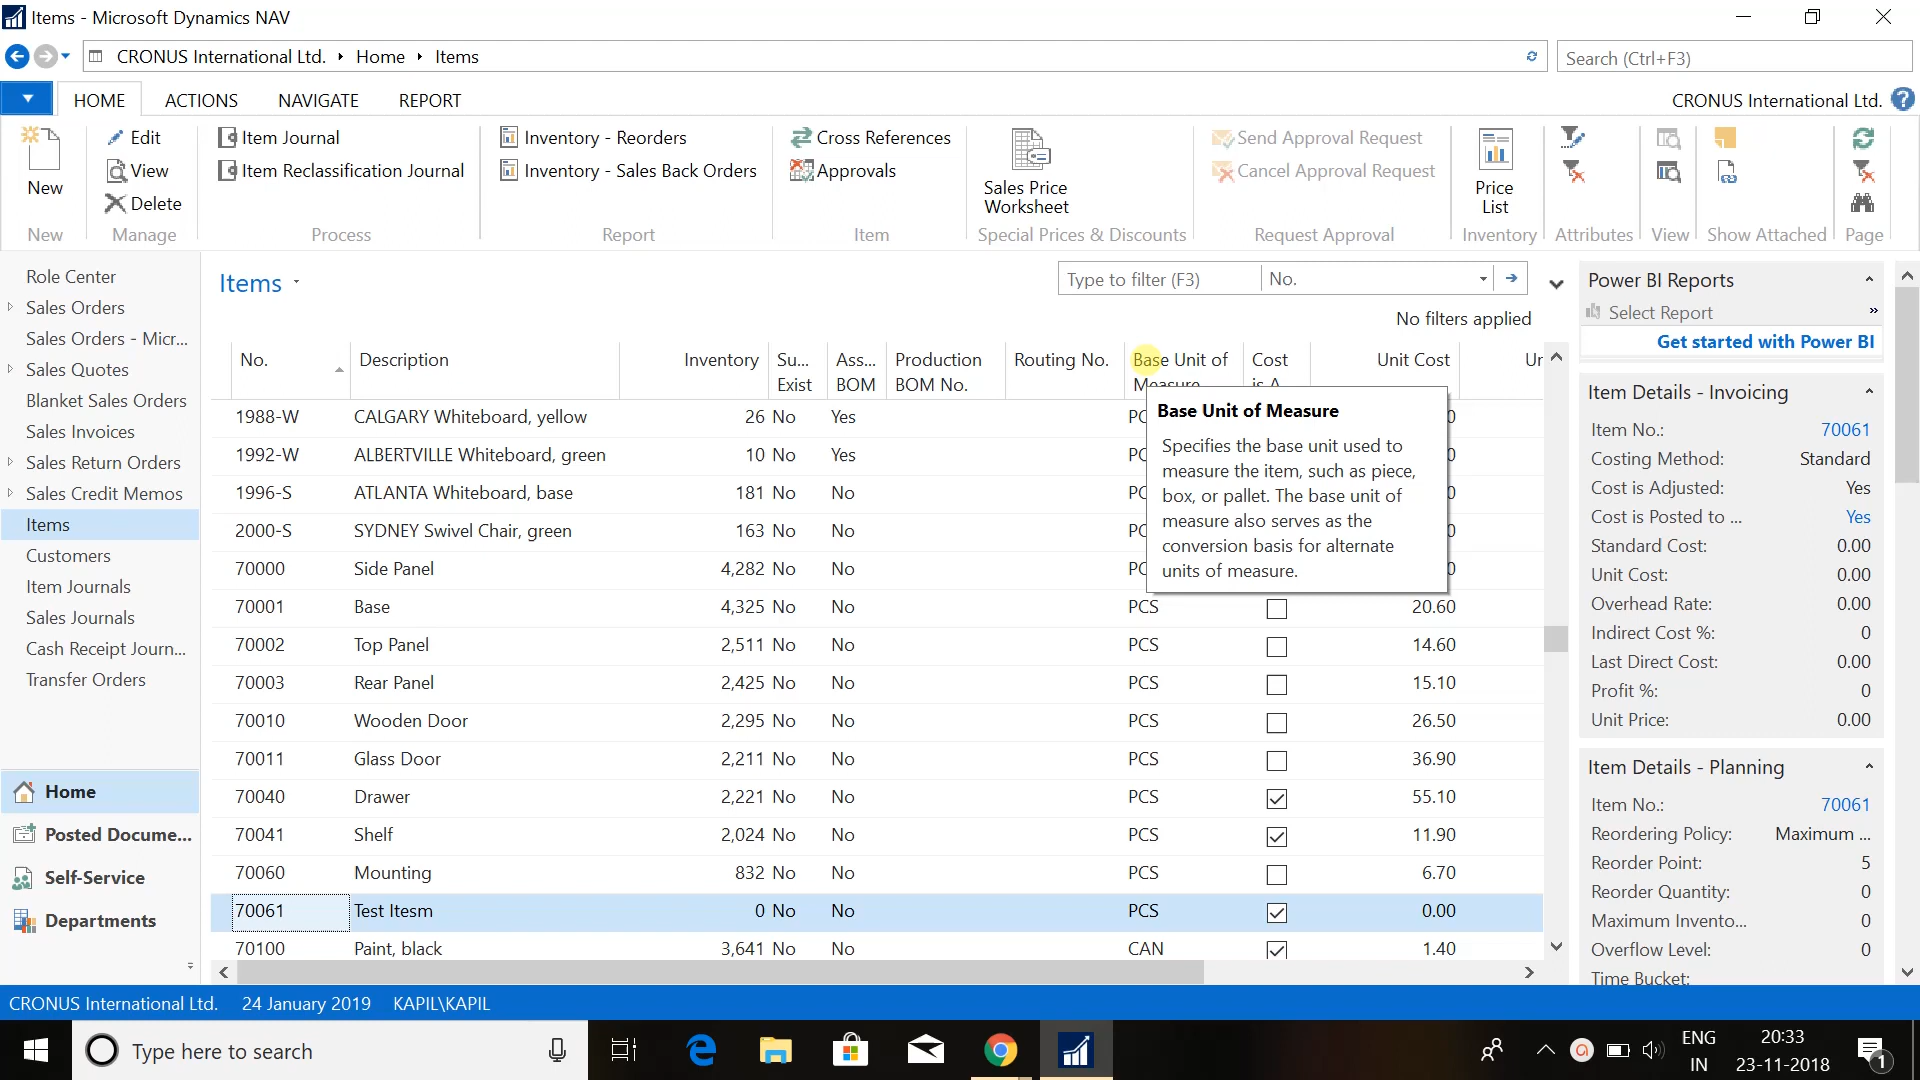 Items - Microsoft Dynamics NAV
CRONUS International Ltd. Home Items
Search (Ctrl+F3)
HOME ACTIONS NAVIGATE REPORT
CRONUS International Ltd.
New
New
Edit
View
Delete
Manage
Item Journal
Item Reclassification Journal
Process
Inventory - Reorders
Inventory - Sales Back Orders
Report
Cross References
Approvals
Item
Sales Price
Worksheet
Special Prices & Discounts
Send Approval Request
Cancel Approval Request
Request Approval
Price
List
Inventory
Attributes
View
Show Attached
Page
Role Center
Sales Orders
Sales Orders - Micr...
Sales Quotes
Blanket Sales Orders
Sales Invoices
Sales Return Orders
Sales Credit Memos
Items
Customers
Item Journals
Sales Journals
Cash Receipt Journ...
Transfer Orders
Home
Posted Docume...
Self-Service
Departments
Items
Type to filter (F3) No.
No filters applied
No. Description Inventory Su... Exist Ass... BOM Production BOM No. Routing No. Base Unit of Measure Cost is A Unit Cost
1988-W CALGARY Whiteboard, yellow 26 No Yes
1992-W ALBERTVILLE Whiteboard, green 10 No Yes
1996-S ATLANTA Whiteboard, base 181 No No
2000-S SYDNEY Swivel Chair, green 163 No No
70000 Side Panel 4,282 No No
70001 Base 4,325 No No PCS 20.60
70002 Top Panel 2,511 No No PCS 14.60
70003 Rear Panel 2,425 No No PCS 15.10
70010 Wooden Door 2,295 No No PCS 26.50
70011 Glass Door 2,211 No No PCS 36.90
70040 Drawer 2,221 No No PCS 55.10
70041 Shelf 2,024 No No PCS 11.90
70060 Mounting 832 No No PCS 6.70
70061 Test Itesm 0 No No PCS 0.00
70100 Paint, black 3,641 No No CAN 1.40
Base Unit of Measure
Specifies the base unit used to
measure the item, such as piece,
box, or pallet. The base unit of
measure also serves as the
conversion basis for alternate
units of measure.
Power BI Reports
Select Report
Get started with Power BI
Item Details - Invoicing
Item No.: 70061
Costing Method: Standard
Cost is Adjusted: Yes
Cost is Posted to ... Yes
Standard Cost: 0.00
Unit Cost: 0.00
Overhead Rate: 0.00
Indirect Cost %: 0
Last Direct Cost: 0.00
Profit %: 0
Unit Price: 0.00
Item Details - Planning
Item No.: 70061
Reordering Policy: Maximum ...
Reorder Point: 5
Reorder Quantity: 0
Maximum Invento... 0
Overflow Level: 0
Time Bucket:
CRONUS International Ltd. 24 January 2019 KAPIL\KAPIL
Type here to search
ENG
IN
20:33
23-11-2018
1